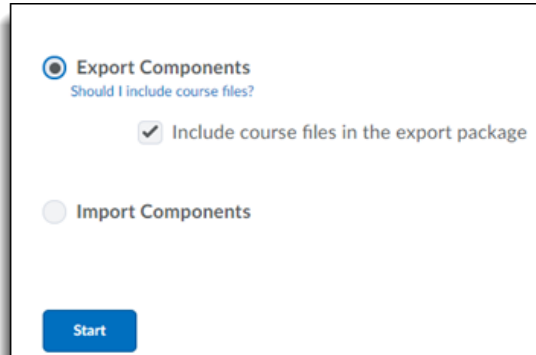 Export Components
Should I include course files?
Include course files in the export package
Import Components
Start